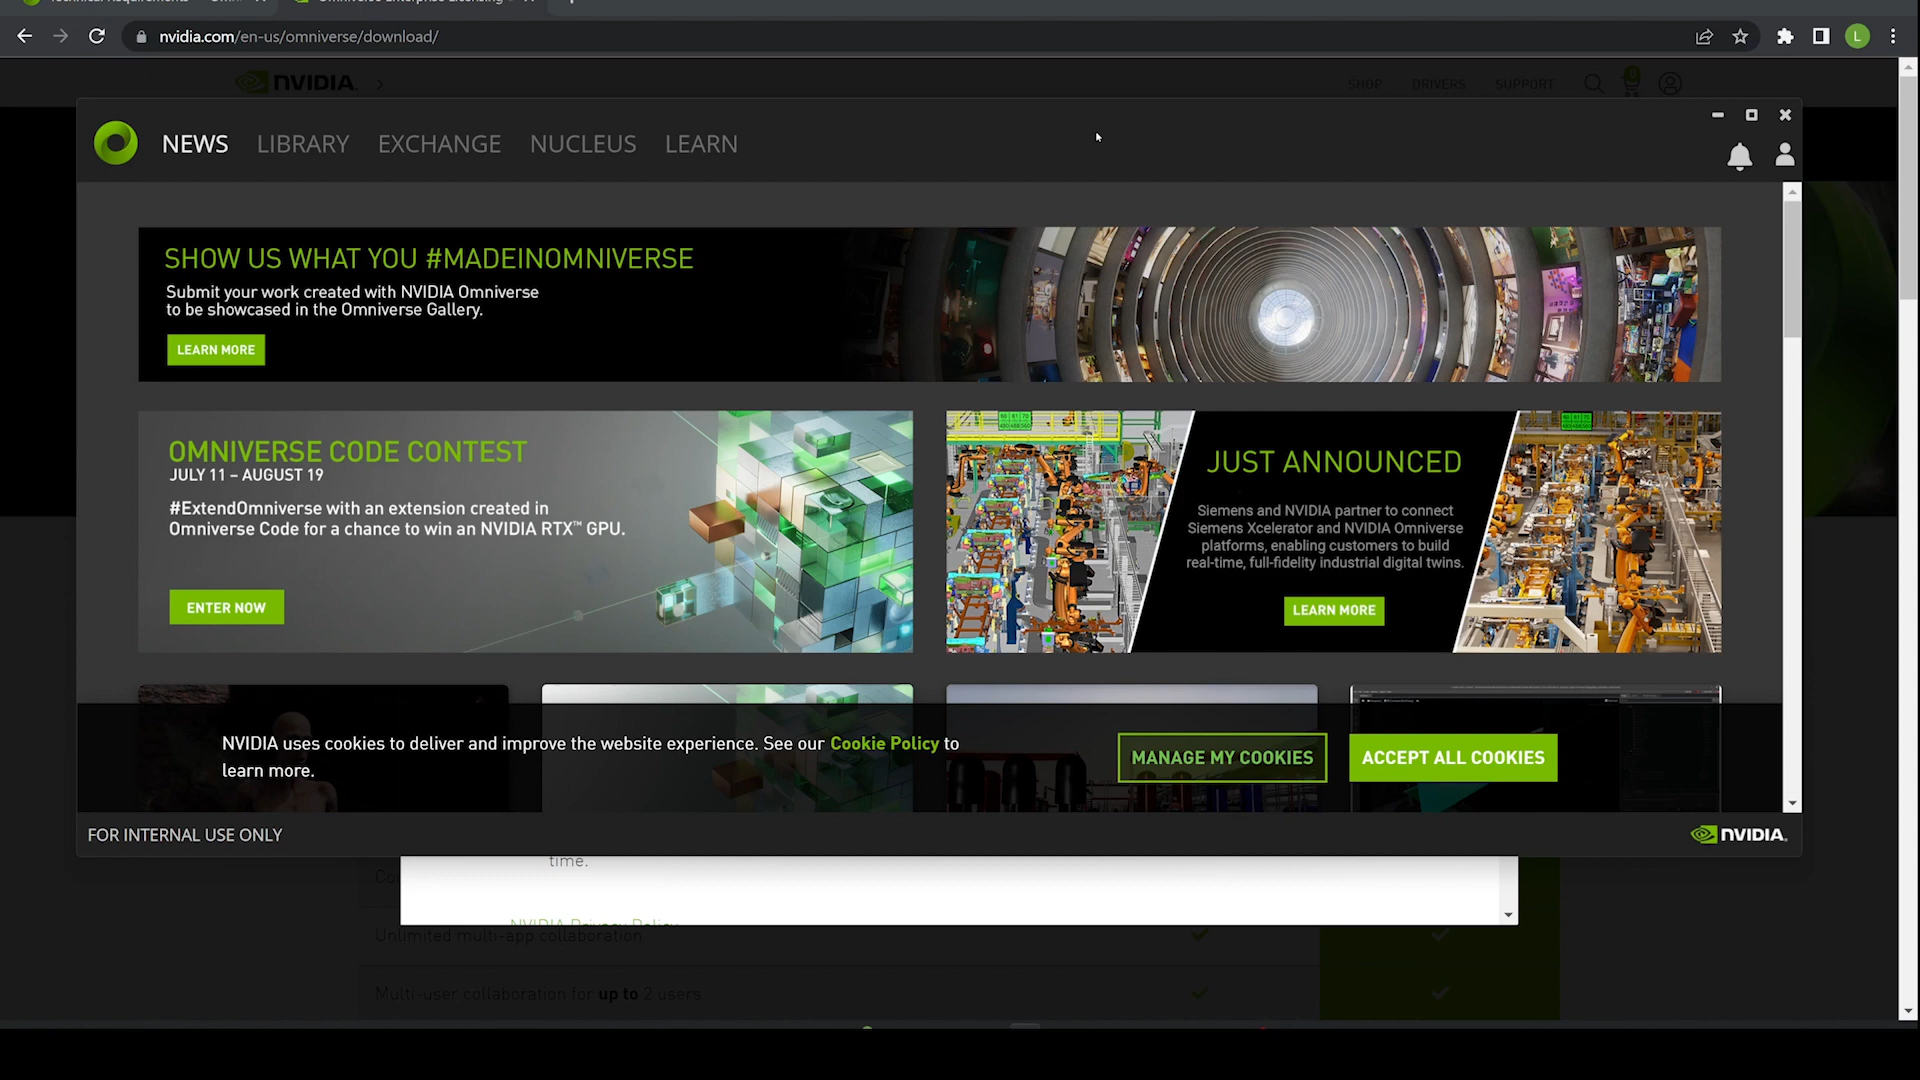 nvidia.com/en-us/omniverse/download/
L
NVIDIA.
SHOP
DRIVERS
SUPPORT
NEWS
LIBRARY
EXCHANGE
NUCLEUS
LEARN
SHOW US WHAT YOU #MADEINOMNIVERSE
Submit your work created with NVIDIA Omniverse
to be showcased in the Omniverse Gallery.
LEARN MORE
OMNIVERSE CODE CONTEST
JULY 11 – AUGUST 19
#ExtendOmniverse with an extension created in
Omniverse Code for a chance to win an NVIDIA RTX™ GPU.
ENTER NOW
JUST ANNOUNCED
Siemens and NVIDIA partner to connect
Siemens Xcelerator and NVIDIA Omniverse
platforms, enabling customers to build
real-time, full-fidelity industrial digital twins.
LEARN MORE
NVIDIA uses cookies to deliver and improve the website experience. See our Cookie Policy to
learn more.
MANAGE MY COOKIES
ACCEPT ALL COOKIES
FOR INTERNAL USE ONLY
NVIDIA.
time.
NVIDIA Privacy Policy
Unlimited multi-app collaboration
Multi-user collaboration for up to 2 users